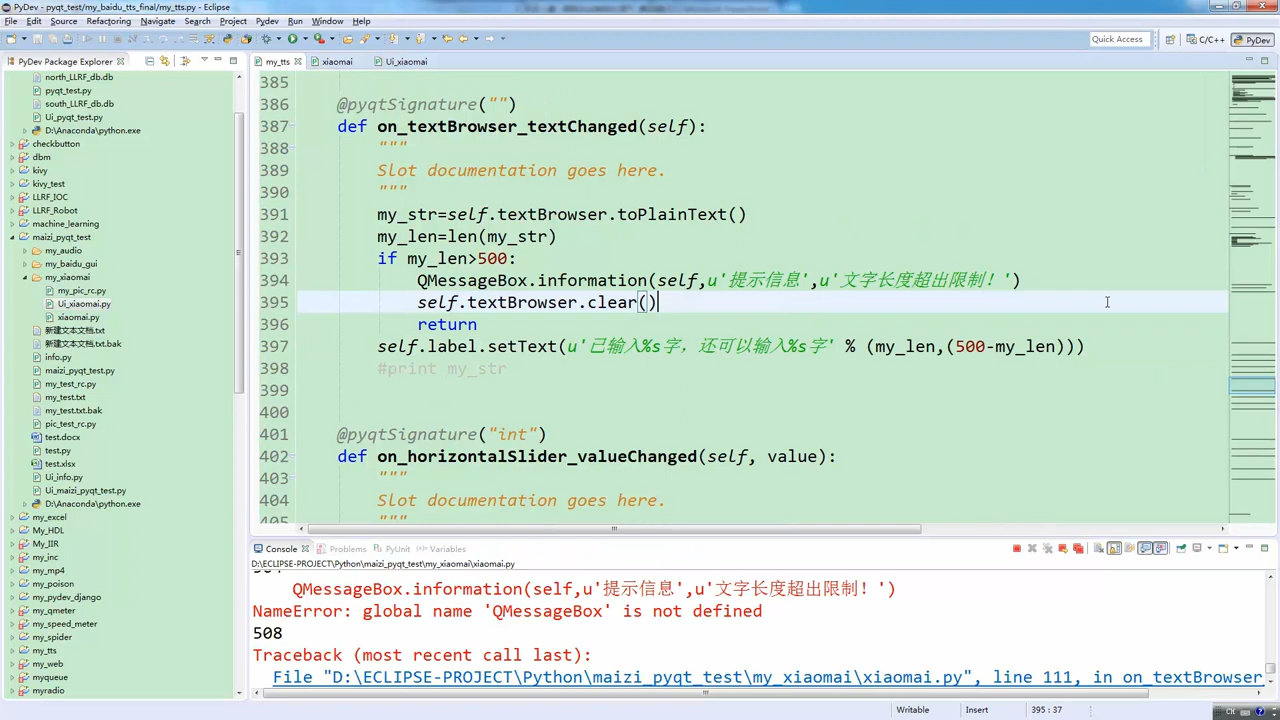 PyDev - pyqt_test/my_baidu_tts_final/my_tts.py - Eclipse
File Edit Source Refactoring Navigate Search Project Pydev Run Window Help
Quick Access
C/C++
PyDev
PyDev Package Explorer
north_LLRF_db.db
pyqt_test.py
south_LLRF_db.db
Ui_pyqt_test.py
D:\Anaconda\python.exe
checkbutton
dbm
kivy
kivy_test
LLRF_IOC
LLRF_Robot
machine_learning
maizi_pyqt_test
my_audio
my_baidu_gui
my_xiaomai
my_pic_rc.py
Ui_xiaomai.py
xiaomai.py
新建文本文档.txt
新建文本文档.txt.bak
info.py
maizi_pyqt_test.py
my_test_rc.py
my_test.txt
my_test.txt.bak
pic_test_rc.py
test.docx
test.py
test.xlsx
Ui_info.py
Ui_maizi_pyqt_test.py
D:\Anaconda\python.exe
my_excel
My_HDL
My_IIR
my_inc
my_mp4
my_poison
my_pydev_django
my_qmeter
my_speed_meter
my_spider
my_tts
my_web
myqueue
myradio
my_tts
xiaomai
Ui_xiaomai
385
386 @pyqtSignature("")
387 def on_textBrowser_textChanged(self):
388 """
389 Slot documentation goes here.
390 """
391 my_str=self.textBrowser.toPlainText()
392 my_len=len(my_str)
393 if my_len>500:
394 QMessageBox.information(self,u'提示信息',u'文字长度超出限制！')
395 self.textBrowser.clear()
396 return
397 self.label.setText(u'已输入%s字，还可以输入%s字' % (my_len,(500-my_len)))
398 #print my_str
399
400
401 @pyqtSignature("int")
402 def on_horizontalSlider_valueChanged(self, value):
403 """
404 Slot documentation goes here.
405 """
Console Problems PyUnit Variables
D:\ECLIPSE-PROJECT\Python\maizi_pyqt_test\my_xiaomai\xiaomai.py
QMessageBox.information(self,u'提示信息',u'文字长度超出限制！')
NameError: global name 'QMessageBox' is not defined
508
Traceback (most recent call last):
File "D:\ECLIPSE-PROJECT\Python\maizi_pyqt_test\my_xiaomai\xiaomai.py", line 111, in on_textBrowser
Writable
Insert
395 : 37
CH